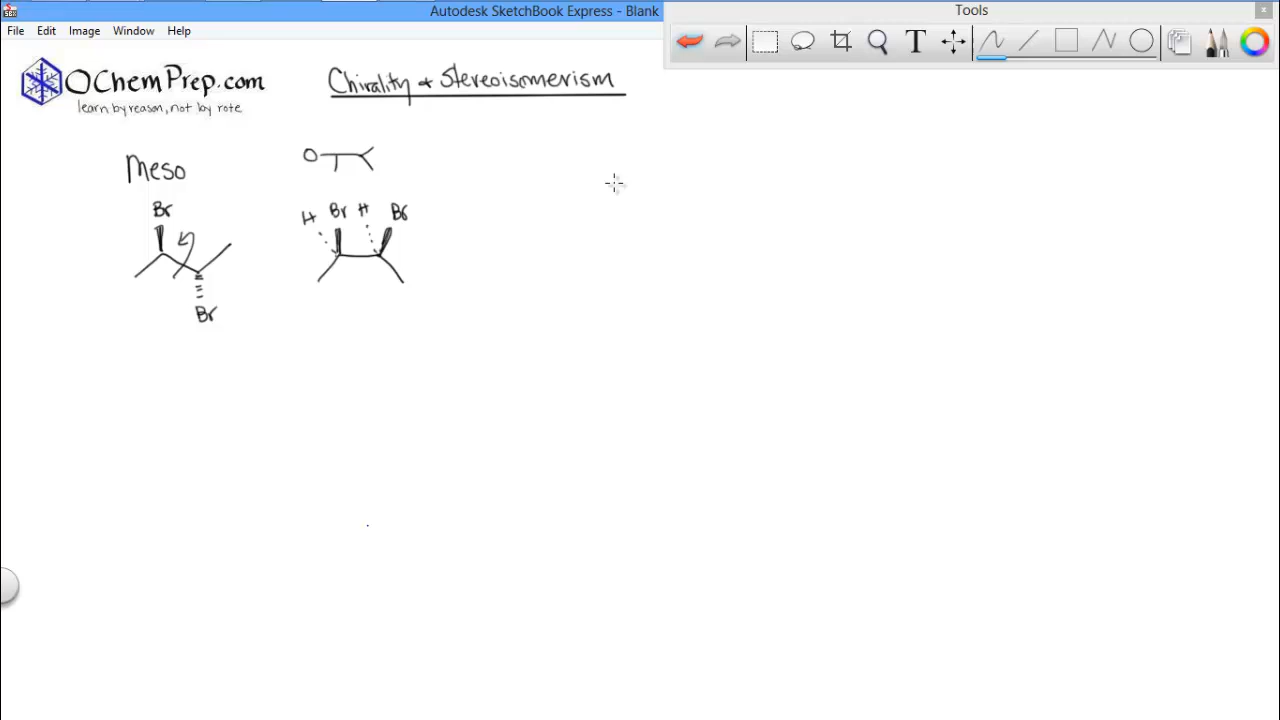 Autodesk SketchBook Express - Blank
Tools
File Edit Image Window Help
T
OChemPrep.com
learn by reason, not by rote
Chirality + Stereoisomerism
Meso
Br
Br
H Br H Br